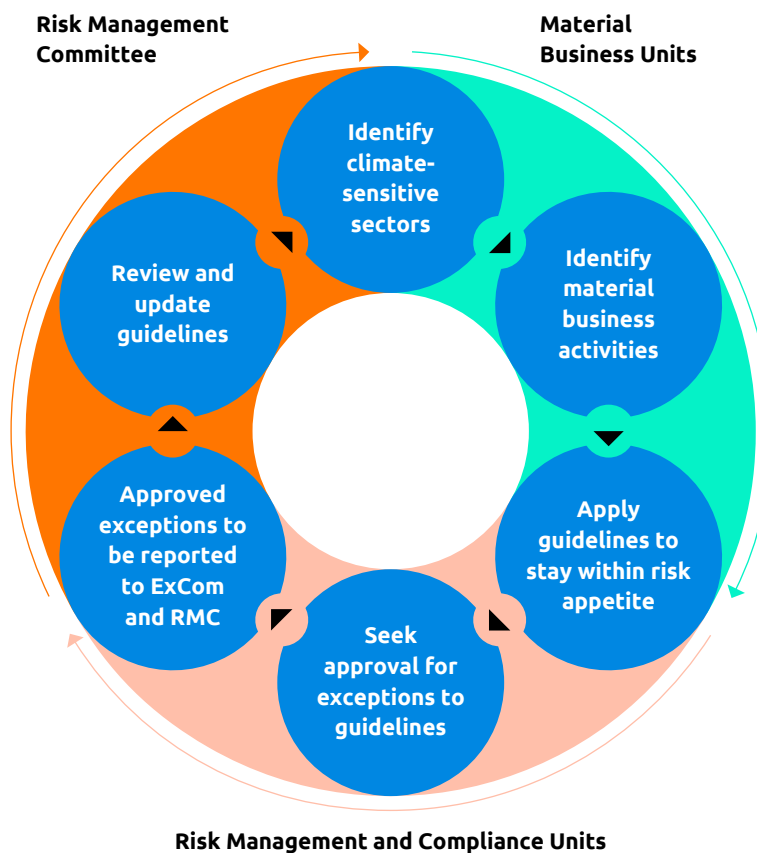 Risk Management
Committee
Material
Business Units
Identify
climate-
sensitive
sectors
Identify
material
business
activities
Apply
guidelines to
stay within risk
appetite
Seek
approval for
exceptions to
guidelines
Approved
exceptions to
be reported
to ExCom
and RMC
Review and
update
guidelines
Risk Management and Compliance Units